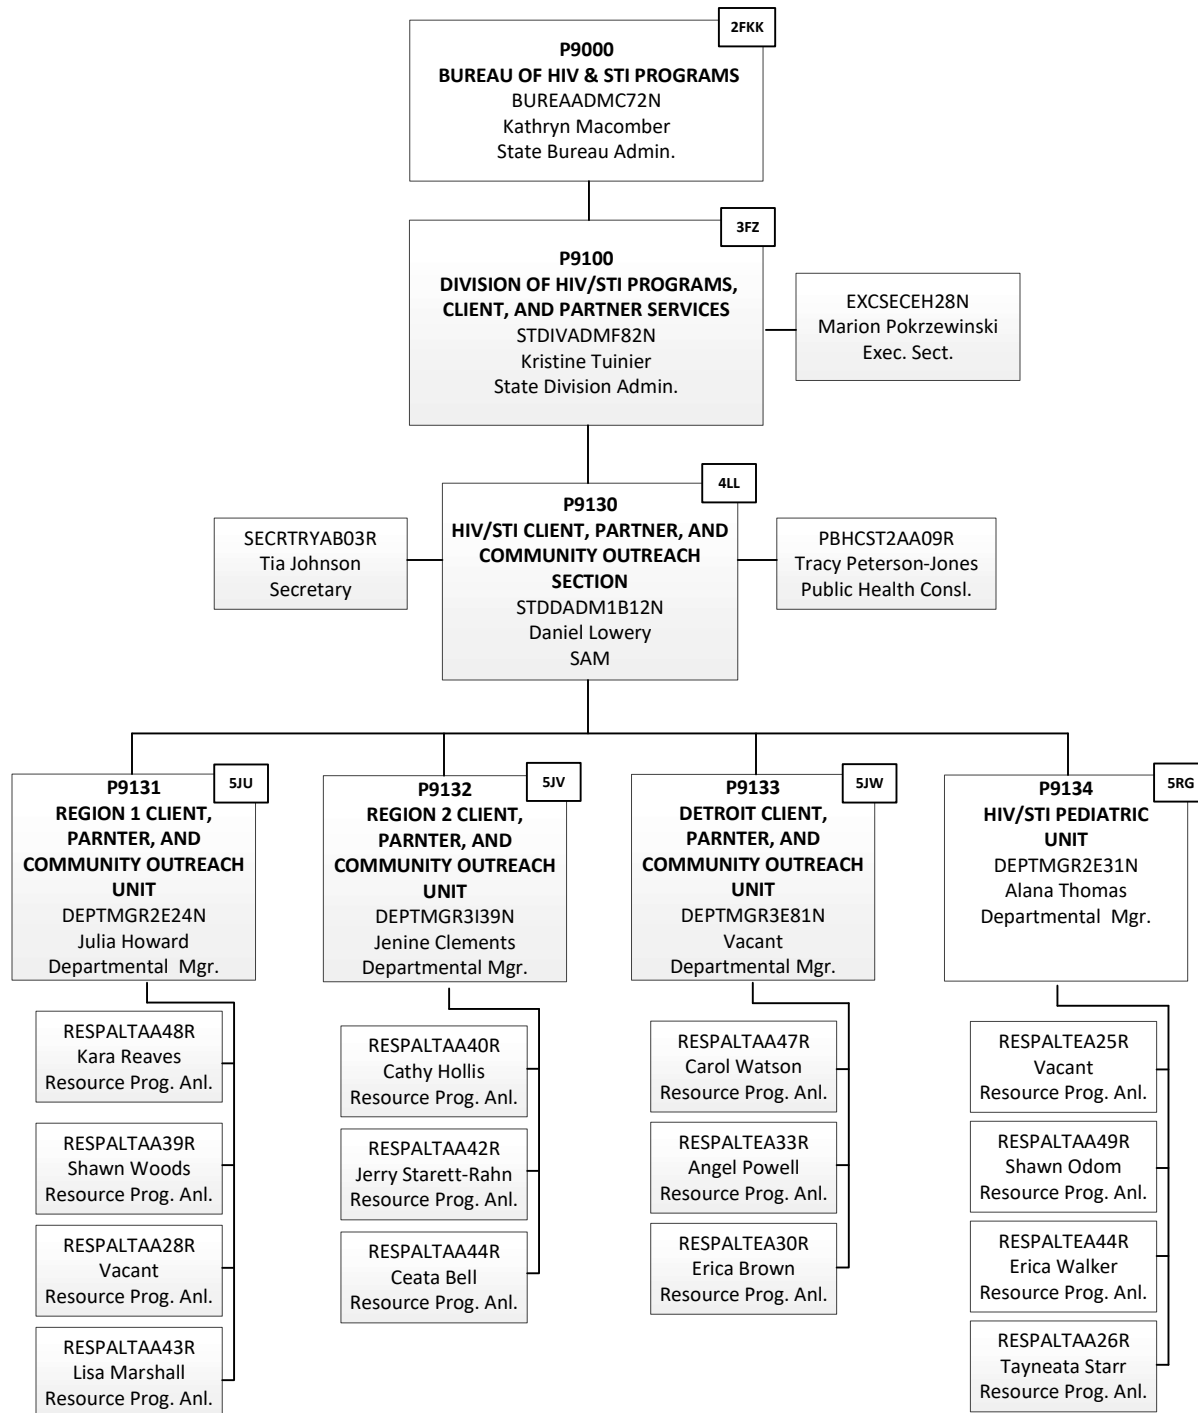 2FKK
P9000
BUREAU OF HIV & STI PROGRAMS
BUREAADMC72N
Kathryn Macomber
State Bureau Admin.
3FZ
P9100
DIVISION OF HIV/STI PROGRAMS,
CLIENT, AND PARTNER SERVICES
STDIVADMF82N
Kristine Tuinier
State Division Admin.
EXCSECEH28N
Marion Pokrzewinski
Exec. Sect.
4LL
P9130
HIV/STI CLIENT, PARTNER, AND
COMMUNITY OUTREACH
SECTION
STDDADM1B12N
Daniel Lowery
SAM
SECRTRYAB03R
Tia Johnson
Secretary
PBHCST2AA09R
Tracy Peterson-Jones
Public Health Consl.
5JU
P9131
REGION 1 CLIENT,
PARNTER, AND
COMMUNITY OUTREACH
UNIT
DEPTMGR2E24N
Julia Howard
Departmental  Mgr.
RESPALTAA48R
Kara Reaves
Resource Prog. Anl.
RESPALTAA39R
Shawn Woods
Resource Prog. Anl.
RESPALTAA28R
Vacant
Resource Prog. Anl.
RESPALTAA43R
Lisa Marshall
Resource Prog. Anl.
5JV
P9132
REGION 2 CLIENT,
PARNTER, AND
COMMUNITY OUTREACH
UNIT
DEPTMGR3I39N
Jenine Clements
Departmental Mgr.
RESPALTAA40R
Cathy Hollis
Resource Prog. Anl.
RESPALTAA42R
Jerry Starett-Rahn
Resource Prog. Anl.
RESPALTAA44R
Ceata Bell
Resource Prog. Anl.
5JW
P9133
DETROIT CLIENT,
PARNTER, AND
COMMUNITY OUTREACH
UNIT
DEPTMGR3E81N
Vacant
Departmental Mgr.
RESPALTAA47R
Carol Watson
Resource Prog. Anl.
RESPALTEA33R
Angel Powell
Resource Prog. Anl.
RESPALTEA30R
Erica Brown
Resource Prog. Anl.
5RG
P9134
HIV/STI PEDIATRIC
UNIT
DEPTMGR2E31N
Alana Thomas
Departmental  Mgr.
RESPALTEA25R
Vacant
Resource Prog. Anl.
RESPALTAA49R
Shawn Odom
Resource Prog. Anl.
RESPALTEA44R
Erica Walker
Resource Prog. Anl.
RESPALTAA26R
Tayneata Starr
Resource Prog. Anl.